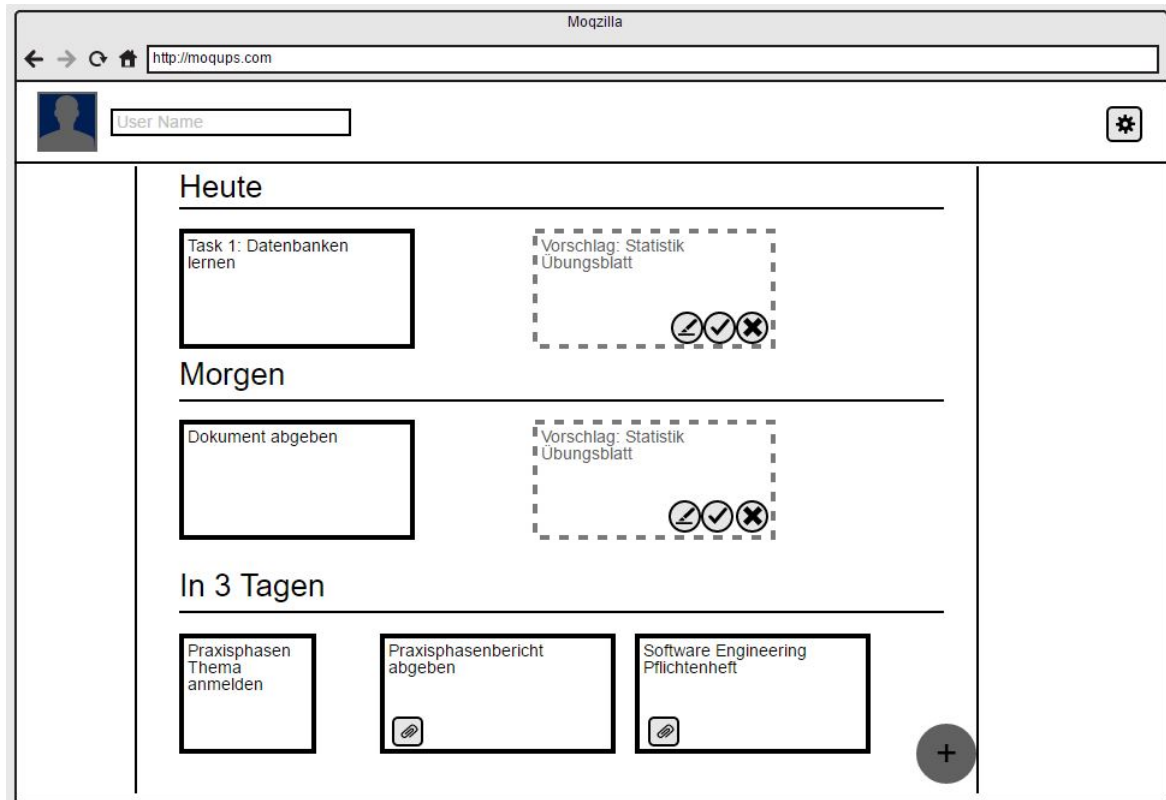 Moqzilla
http://moqups.com
User Name
Heute
Task 1: Datenbanken
lernen
Vorschlag: Statistik
Übungsblatt
Morgen
Dokument abgeben
Vorschlag: Statistik
Übungsblatt
In 3 Tagen
Praxisphasen
Thema
anmelden
Praxisphasenbericht
abgeben
Software Engineering
Pflichtenheft
+